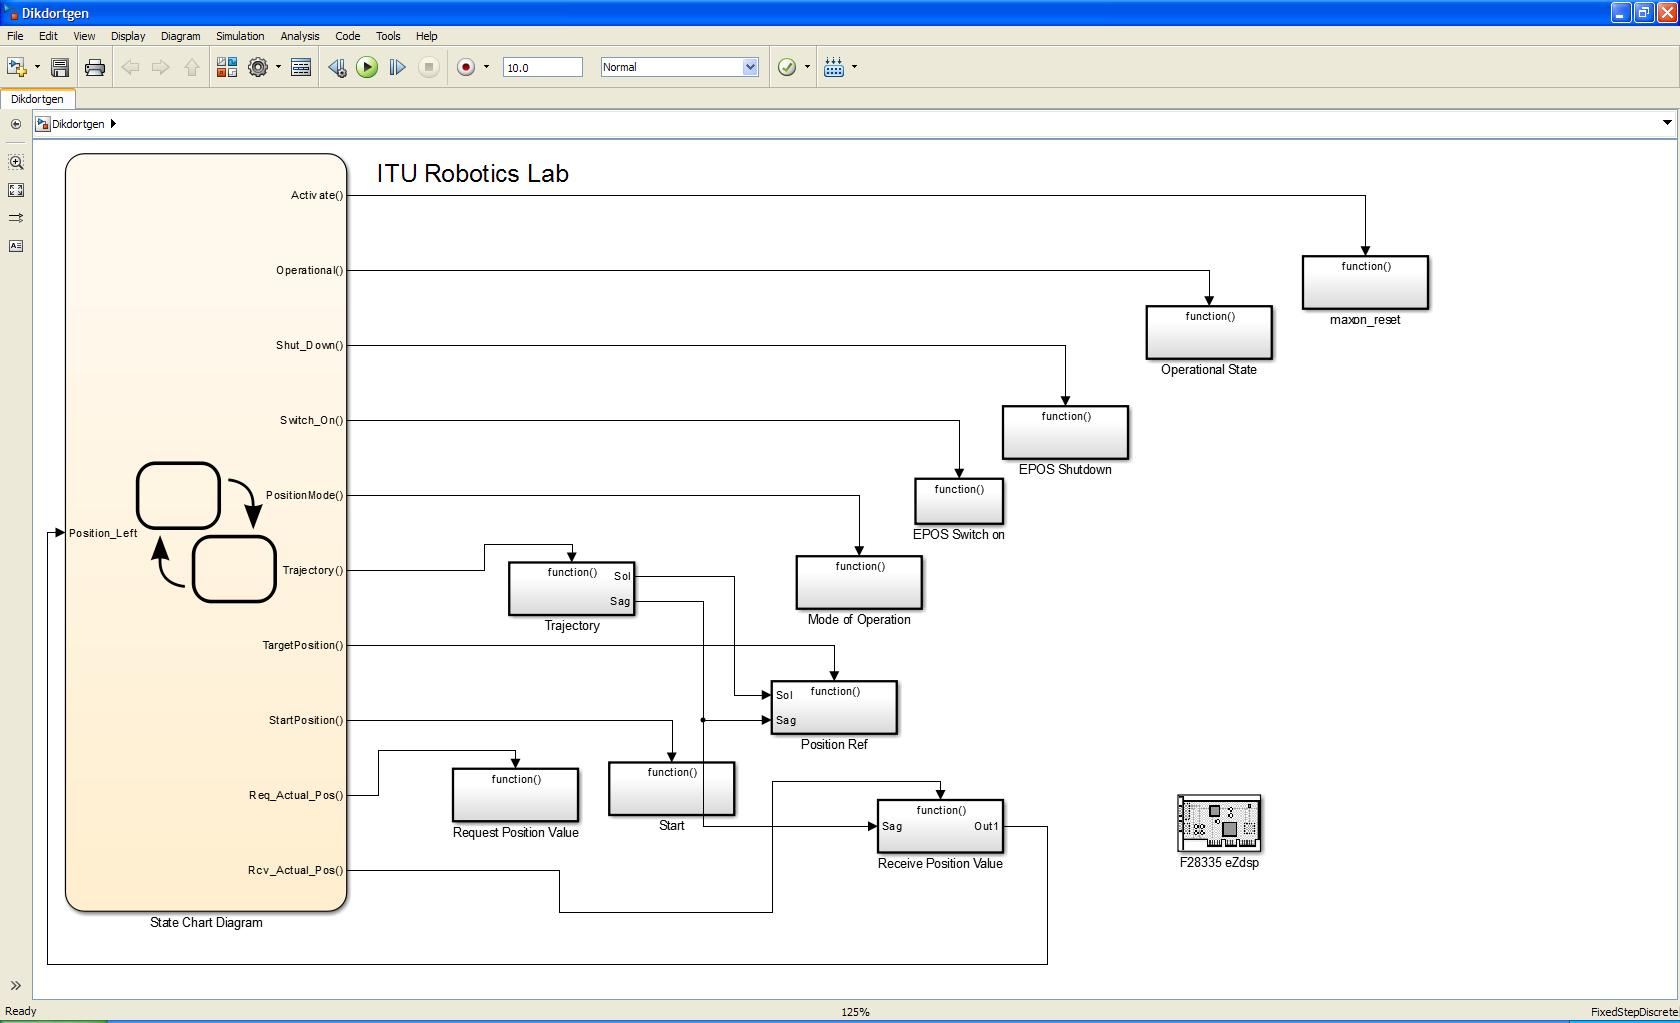 Dikdortgen
File Edit View Display Diagram Simulation Analysis Code Tools Help
10.0
Normal
Dikdortgen
Dikdortgen
ITU Robotics Lab
Activate()
Operational()
Shut_Down()
Switch_On()
PositionMode()
Position_Left
Trajectory()
TargetPosition()
StartPosition()
Req_Actual_Pos()
Rcv_Actual_Pos()
State Chart Diagram
function()
maxon_reset
function()
Operational State
function()
EPOS Shutdown
function()
EPOS Switch on
function()
Mode of Operation
function()
Sol
Sag
Trajectory
function()
Sol
Sag
Position Ref
function()
Request Position Value
function()
Start
function()
Sag
Out1
Receive Position Value
F28335 eZdsp
Ready
125%
FixedStepDiscrete